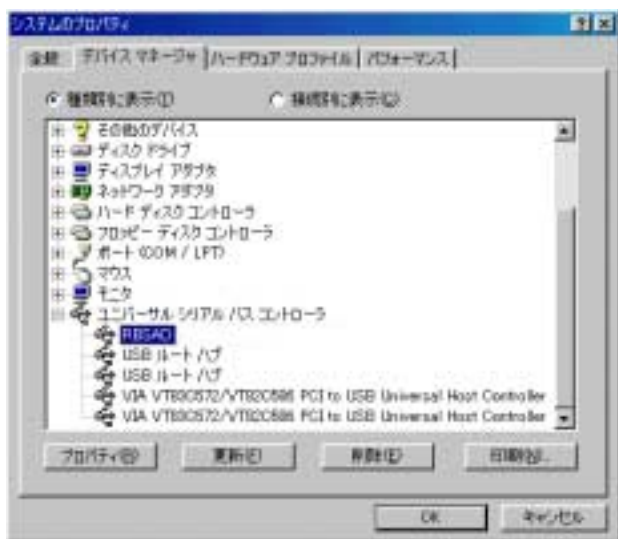 システムのプロパティ
全般 デバイス マネージャ ハードウェア プロファイル パフォーマンス
種類別に表示(T) 接続別に表示(C)
その他のデバイス
ディスク ドライブ
ディスプレイ アダプタ
ネットワーク アダプタ
ハード ディスク コントローラ
フロッピー ディスク コントローラ
ポート (COM / LPT)
マウス
モニタ
ユニバーサル シリアル バス コントローラ
USB ルート ハブ
USB ルート ハブ
VIA VT83C572/VT82C586 PCI to USB Universal Host Controller
VIA VT83C572/VT82C586 PCI to USB Universal Host Controller
プロパティ(R) 更新(F) 削除(E) 印刷(N)...
OK キャンセル